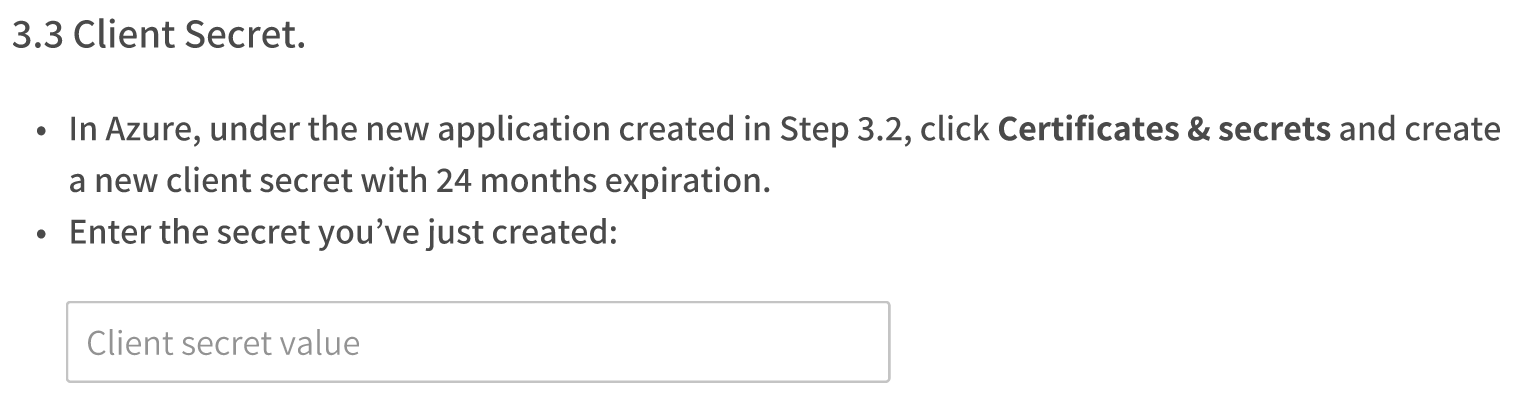 3.3 Client Secret.
• In Azure, under the new application created in Step 3.2, click Certificates & secrets and create
a new client secret with 24 months expiration.
• Enter the secret you’ve just created:
Client secret value